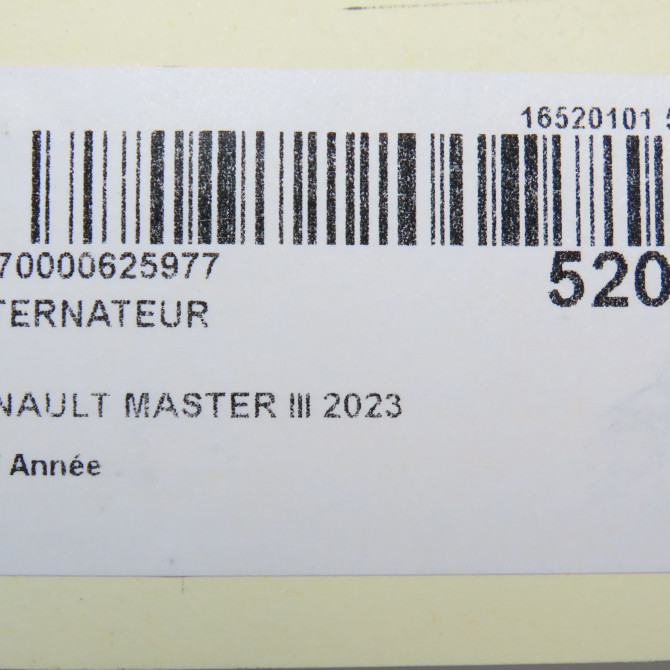 16520101 5
70000625977
520
TERNATEUR
NAULT MASTER III 2023
Année